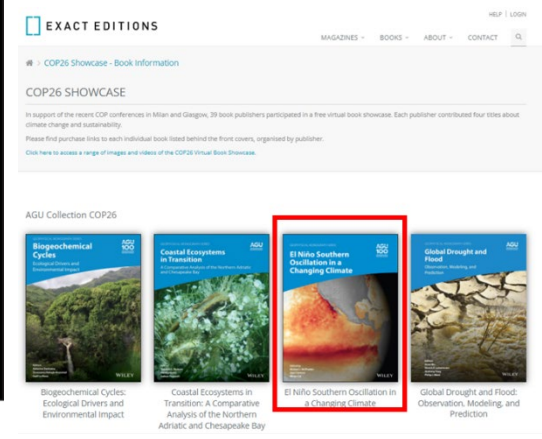 HELP | LOGIN
EXACT EDITIONS
MAGAZINES BOOKS ABOUT CONTACT
> COP26 Showcase - Book Information
COP26 SHOWCASE
In support of the recent COP conferences in Milan and Glasgow, 39 book publishers participated in a free virtual book showcase. Each publisher contributed four titles about
climate change and sustainability.
Please find purchase links to each individual book listed behind the front covers, organised by publisher.
Click here to access a range of images and videos of the COP26 Virtual Book Showcase.
AGU Collection COP26
Biogeochemical
Cycles
Ecological Drivers and
Environmental Impact
AGU
100
WILEY
Coastal Ecosystems
in Transition
A Comparative Analysis of the Northern Adriatic
and Chesapeake Bay
AGU
WILEY
El Niño Southern
Oscillation in a
Changing Climate
AGU
100
WILEY
Global Drought and
Flood
Observation, Modeling, and
Prediction
AGU
WILEY
Biogeochemical Cycles:
Ecological Drivers and
Environmental Impact
Coastal Ecosystems in
Transition: A Comparative
Analysis of the Northern
Adriatic and Chesapeake Bay
El Niño Southern Oscillation in
a Changing Climate
Global Drought and Flood:
Observation, Modeling, and
Prediction